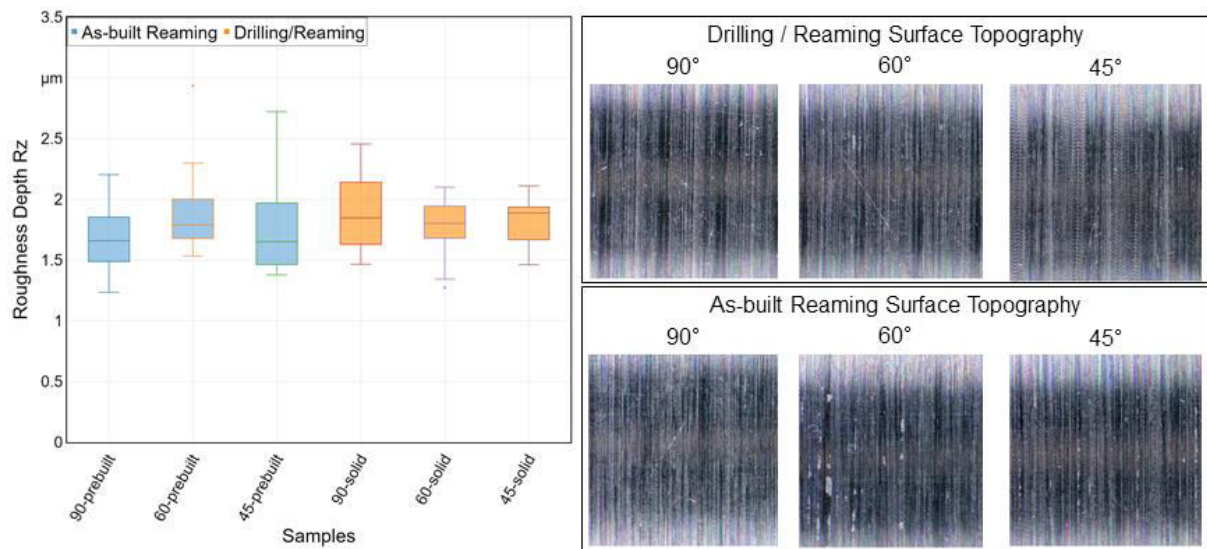 3.5
As-built Reaming Drilling/Reaming
µm
2.5
2
1.5
1
0.5
0
Roughness Depth Rz
90-prebuilt
60-prebuilt
45-prebuilt
90-solid
60-solid
45-solid
Samples
Drilling / Reaming Surface Topography
90° 60° 45°
As-built Reaming Surface Topography
90° 60° 45°